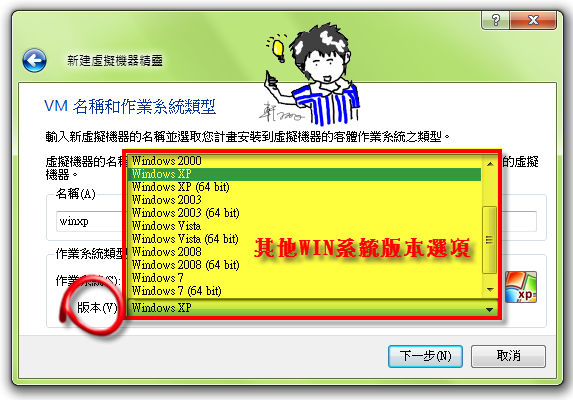 新建虛擬機器精靈
VM 名稱和作業系統類型
輸入新虛擬機器的名稱並選取您計畫安裝到虛擬機器的客體作業系統之類型。
虛擬機器的名稱
的虛擬
機器。
名稱(A)
winxp
作業系統類型
作業系統(S):
版本(V)
Windows 2000
Windows XP
Windows XP (64 bit)
Windows 2003
Windows 2003 (64 bit)
Windows Vista
Windows Vista (64 bit)
Windows 2008
Windows 2008 (64 bit)
Windows 7
Windows 7 (64 bit)
其他WIN系統版本選項
xp
Windows XP
下一步(N)
取消